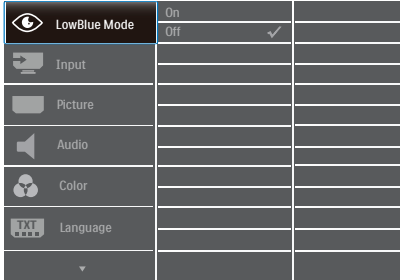 LowBlue Mode
On
Off
Input
Picture
Audio
Color
TXT
Language